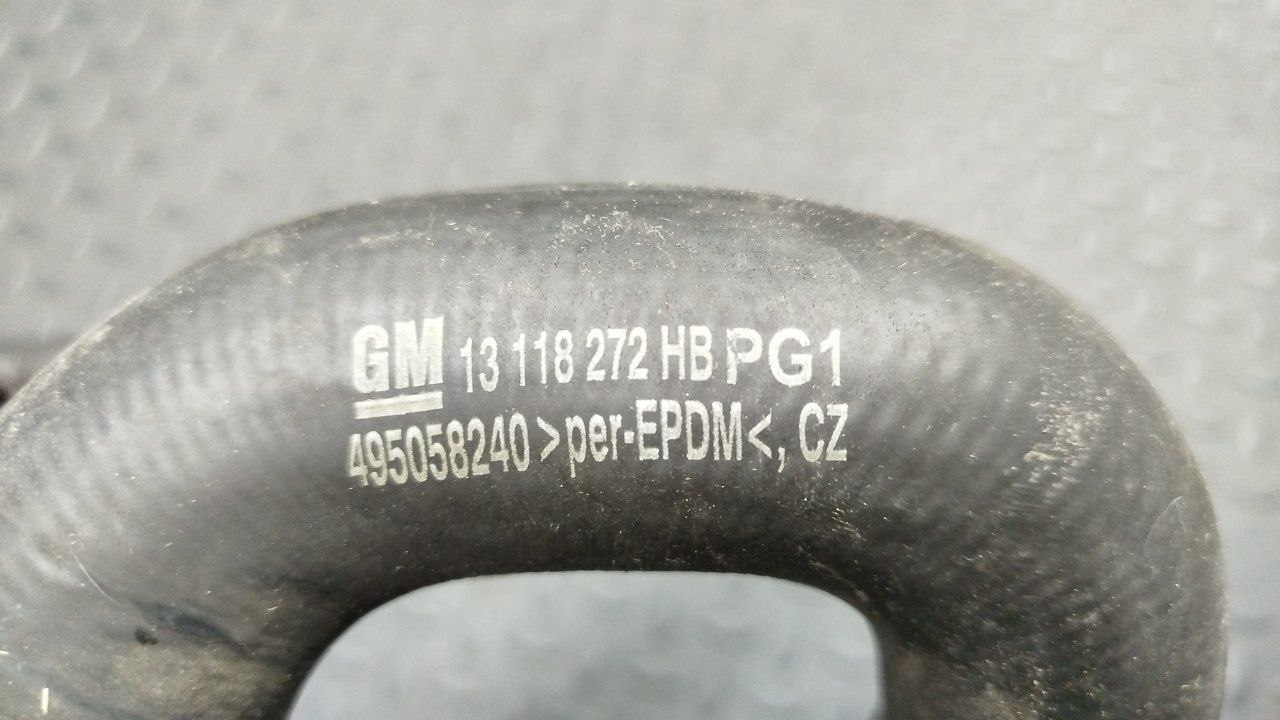 GM 13 118 272 HB PG1
495058240 >per-EPDM<, CZ